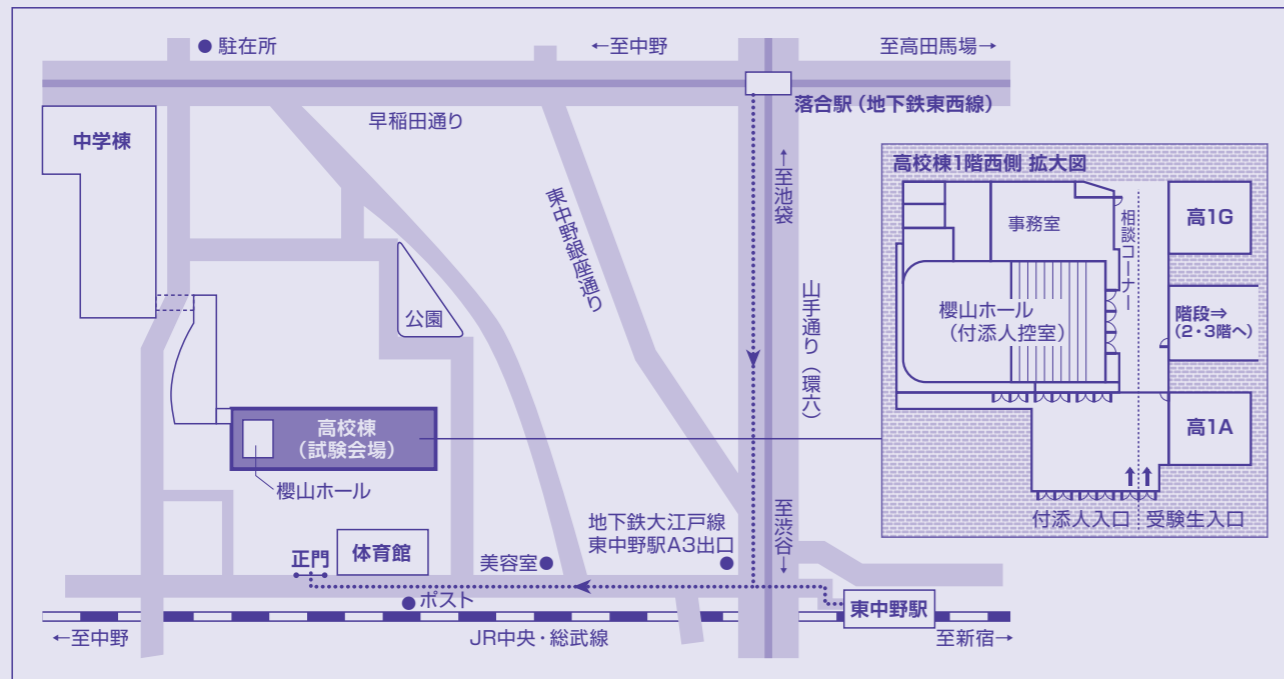 駐在所
←至中野
至高田馬場→
落合駅（地下鉄東西線）
早稲田通り
中学棟
東中野銀座通り
←至池袋
山手通り（環六）
公園
高校棟
（試験会場）
櫻山ホール
地下鉄大江戸線
東中野駅A3出口
至渋谷→
美容室
正門
体育館
ポスト
東中野駅
←至中野
JR中央・総武線
至新宿→
高校棟1階西側 拡大図
事務室
相談コーナー
高1G
櫻山ホール
（付添人控室）
階段⇒
（2・3階へ）
高1A
付添人入口
受験生入口